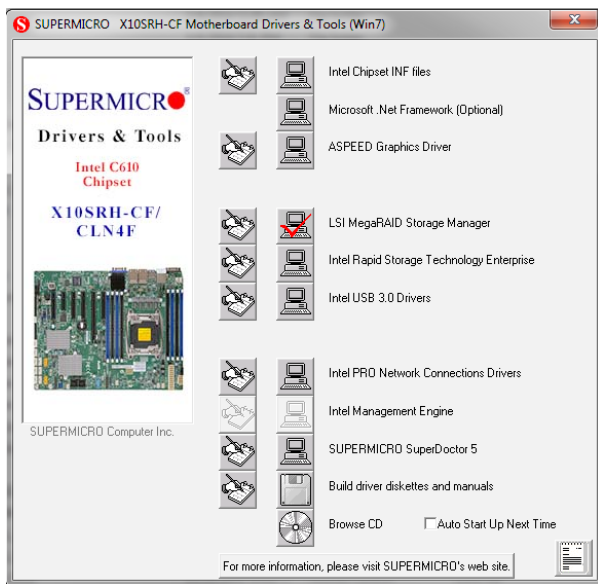 SUPERMICRO X10SRH-CF Motherboard Drivers & Tools (Win7)
SUPERMICRO®
Drivers & Tools
Intel C610
Chipset
X10SRH-CF/
CLN4F
SUPERMICRO Computer Inc.
Intel Chipset INF files
Microsoft .Net Framework (Optional)
ASPEED Graphics Driver
LSI MegaRAID Storage Manager
Intel Rapid Storage Technology Enterprise
Intel USB 3.0 Drivers
Intel PRO Network Connections Drivers
Intel Management Engine
SUPERMICRO SuperDoctor 5
Build driver diskettes and manuals
Browse CD
Auto Start Up Next Time
For more information, please visit SUPERMICRO's web site.